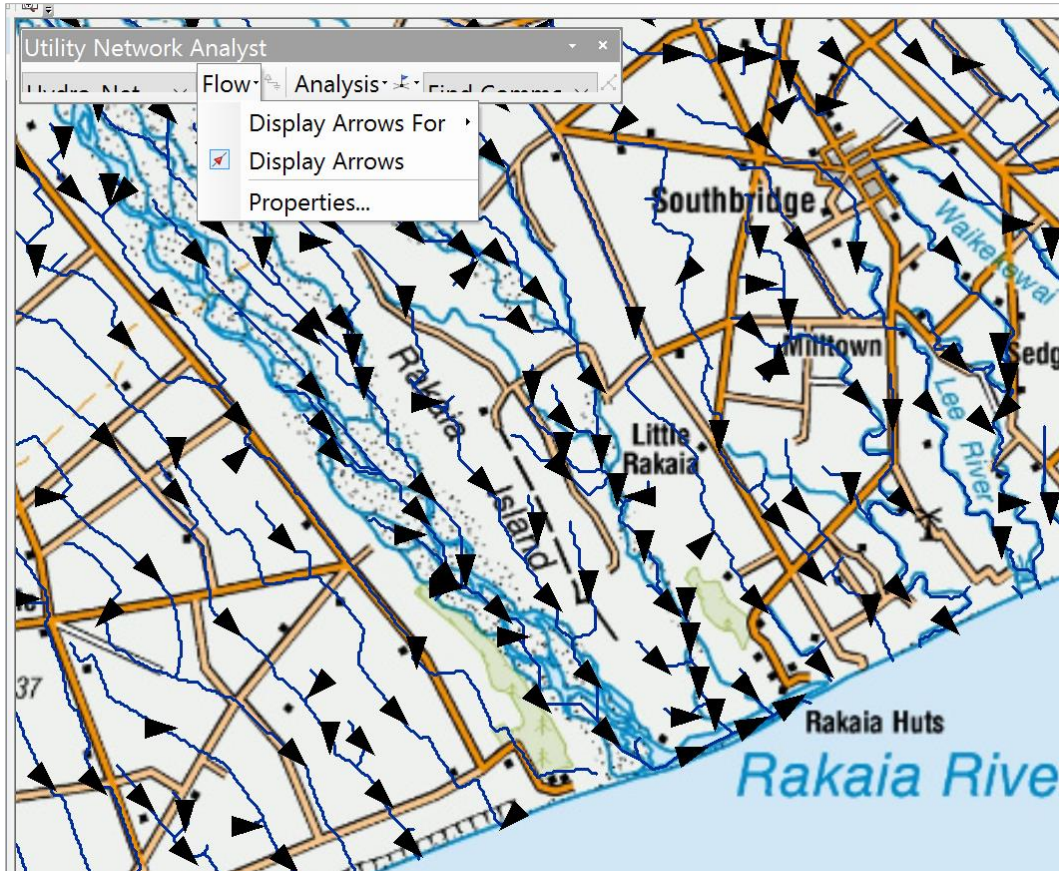 Utility Network Analyst
Flow
Analysis
Display Arrows For
Display Arrows
Properties...
Southbridge
Waikekewai
Milltown
Sedg
Rakaia
Island
Little
Rakaia
Lee
River
37
Rakaia Huts
Rakaia Rive